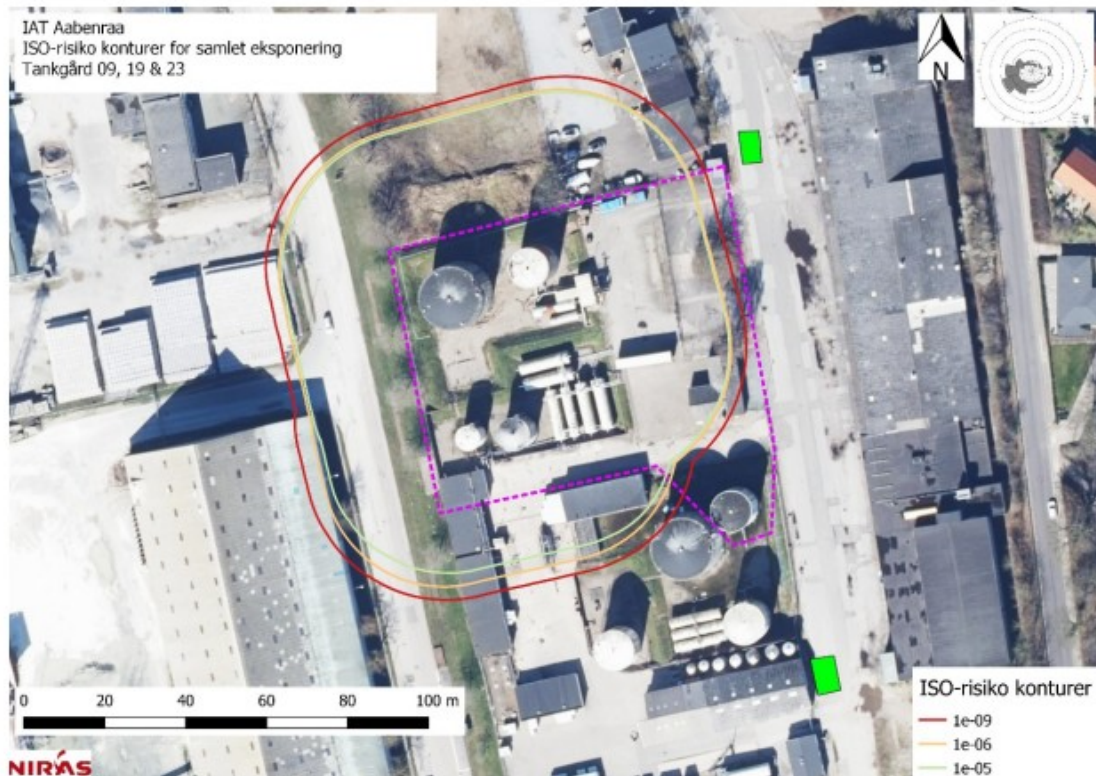 IAT Aabenraa
ISO-risiko konturer for samlet eksponering
Tankgård 09, 19 & 23
N
0 20 40 60 80 100 m
NIRAS
ISO-risiko konturer
1e-09
1e-06
1e-05